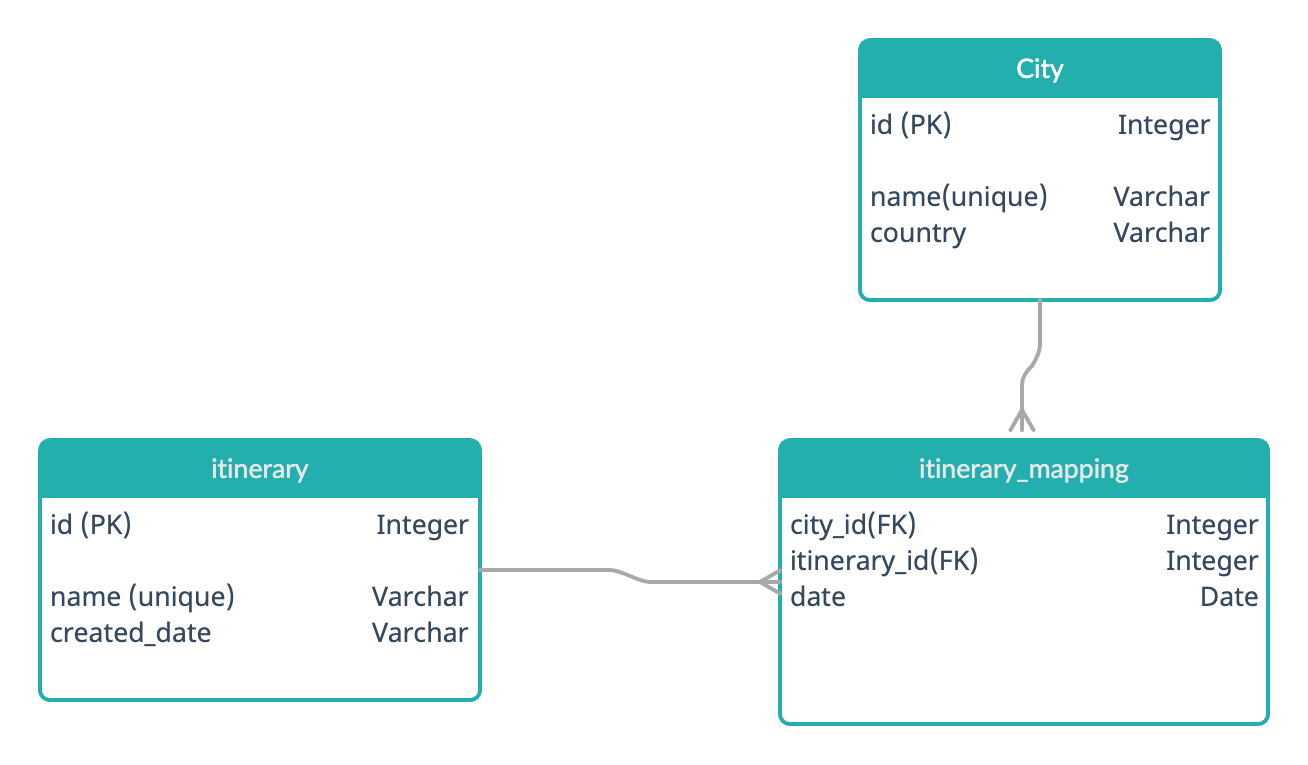 City
id (PK) Integer
name(unique) Varchar
country Varchar
itinerary
id (PK) Integer
name (unique) Varchar
created_date Varchar
itinerary_mapping
city_id(FK) Integer
itinerary_id(FK) Integer
date Date